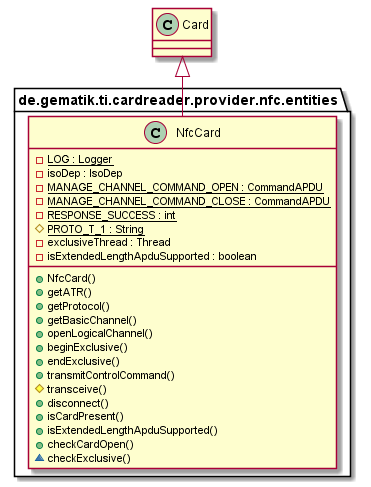 C Card
de.gematik.ti.cardreader.provider.nfc.entities
C NfcCard
LOG : Logger
isoDep : IsoDep
MANAGE_CHANNEL_COMMAND_OPEN : CommandAPDU
MANAGE_CHANNEL_COMMAND_CLOSE : CommandAPDU
RESPONSE_SUCCESS : int
PROTO_T_1 : String
exclusiveThread : Thread
isExtendedLengthApduSupported : boolean
NfcCard()
getATR()
getProtocol()
getBasicChannel()
openLogicalChannel()
beginExclusive()
endExclusive()
transmitControlCommand()
transceive()
disconnect()
isCardPresent()
isExtendedLengthApduSupported()
checkCardOpen()
checkExclusive()